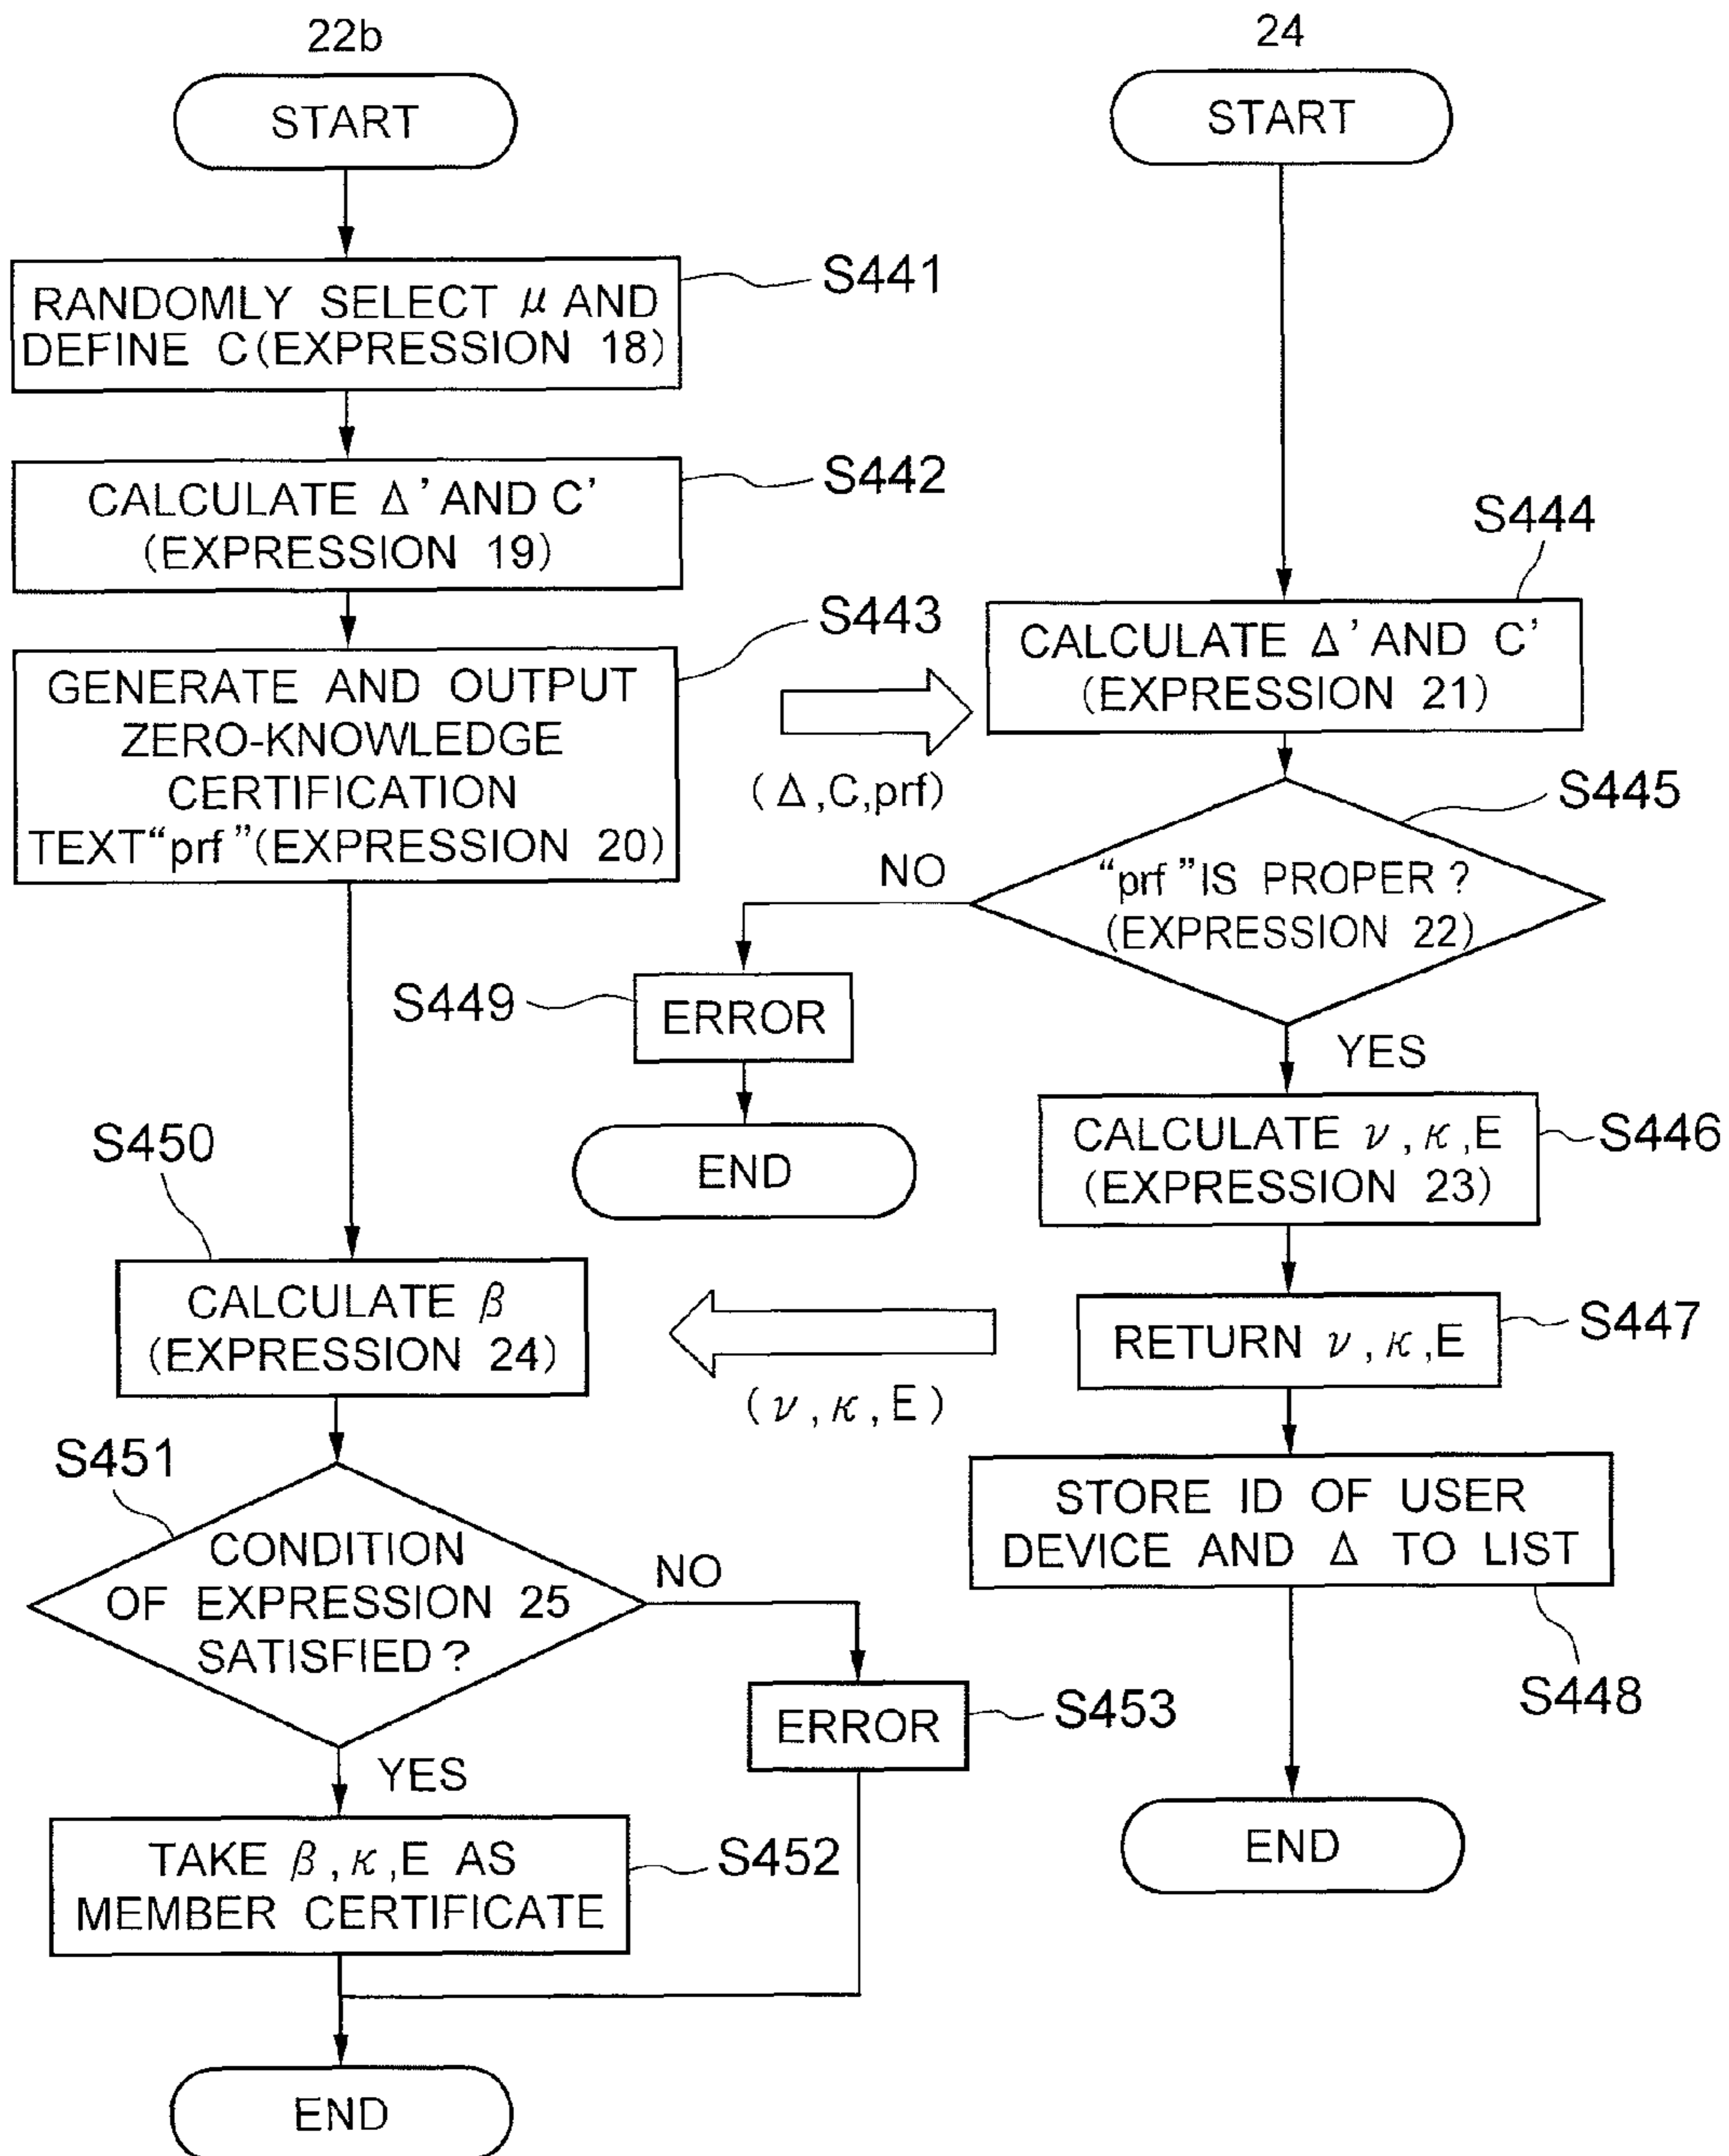 22b
START
S441
RANDOMLY SELECT μ AND
DEFINE C(EXPRESSION 18)
S442
CALCULATE Δ' AND C'
(EXPRESSION 19)
S443
GENERATE AND OUTPUT
ZERO-KNOWLEDGE
CERTIFICATION
TEXT“prf”(EXPRESSION 20)
(Δ,C,prf)
24
START
S444
CALCULATE Δ' AND C'
(EXPRESSION 21)
S445
“prf”IS PROPER?
(EXPRESSION 22)
NO
S449
ERROR
END
YES
CALCULATE ν,κ,E
(EXPRESSION 23)
S446
RETURN ν,κ,E
S447
(ν,κ,E)
STORE ID OF USER
DEVICE AND Δ TO LIST
S448
END
S450
CALCULATE β
(EXPRESSION 24)
S451
CONDITION
OF EXPRESSION 25
SATISFIED?
NO
ERROR
S453
YES
TAKE β,κ,E AS
MEMBER CERTIFICATE
S452
END